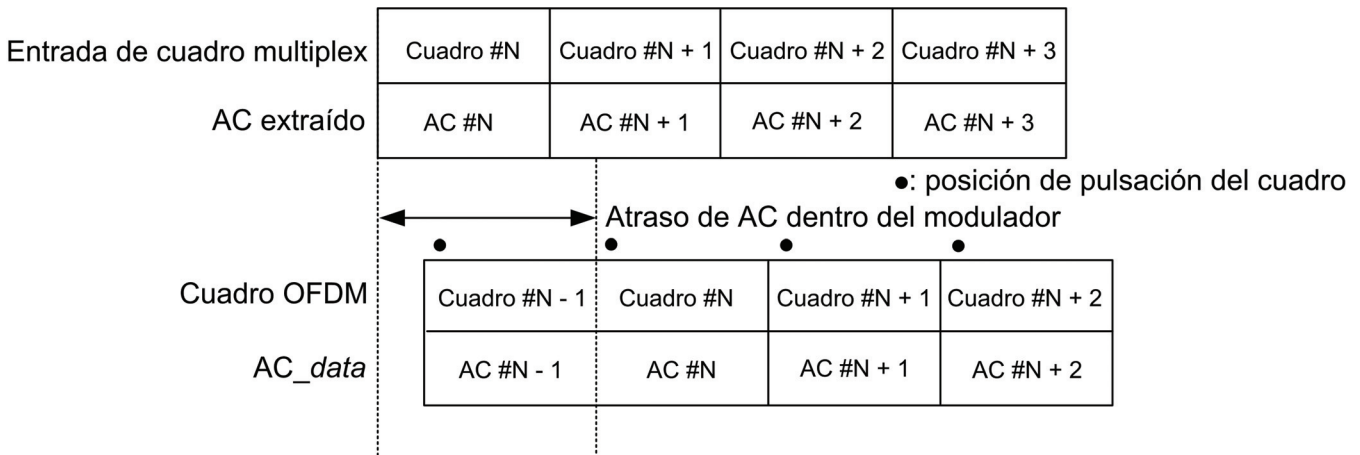 Entrada de cuadro multiplex Cuadro #N Cuadro #N + 1 Cuadro #N + 2 Cuadro #N + 3
AC extraído AC #N AC #N + 1 AC #N + 2 AC #N + 3
●: posición de pulsación del cuadro
Atraso de AC dentro del modulador
Cuadro OFDM Cuadro #N - 1 Cuadro #N Cuadro #N + 1 Cuadro #N + 2
AC_data AC #N - 1 AC #N AC #N + 1 AC #N + 2